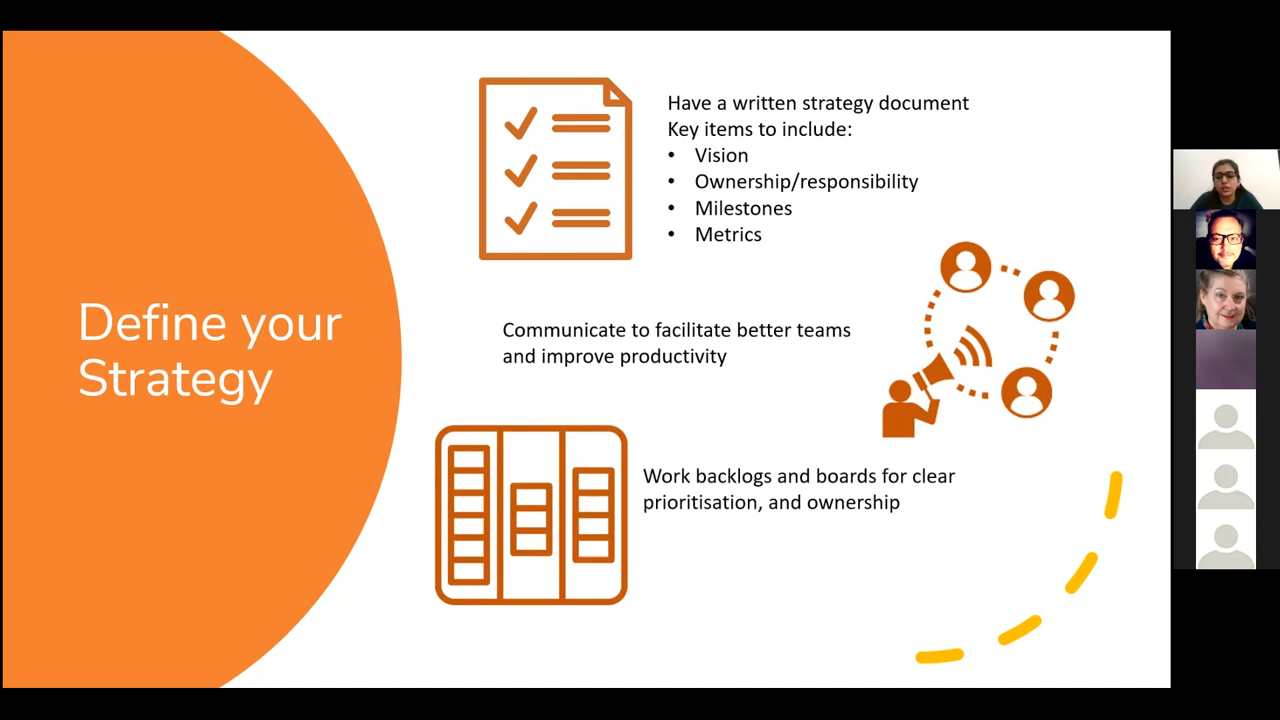 Define your
Strategy
Have a written strategy document
Key items to include:
• Vision
• Ownership/responsibility
• Milestones
• Metrics
Communicate to facilitate better teams
and improve productivity
Work backlogs and boards for clear
prioritisation, and ownership